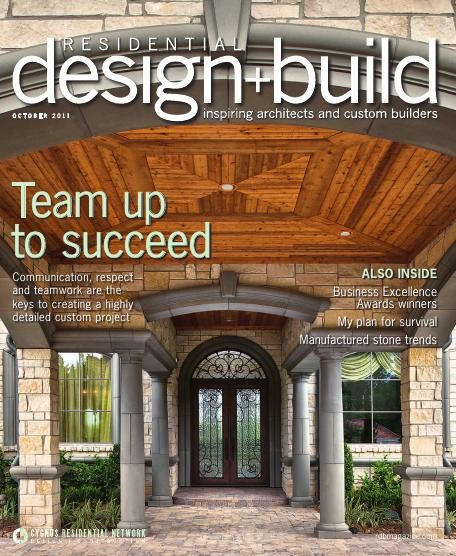 RESIDENTIAL
design+build
OCTOBER 2011
inspiring architects and custom builders
Team up
to succeed
Communication, respect
and teamwork are the
keys to creating a highly
detailed custom project
ALSO INSIDE
Business Excellence
Awards winners
My plan for survival
Manufactured stone trends
CYGNUS RESIDENTIAL NETWORK
rdbmagazine.com